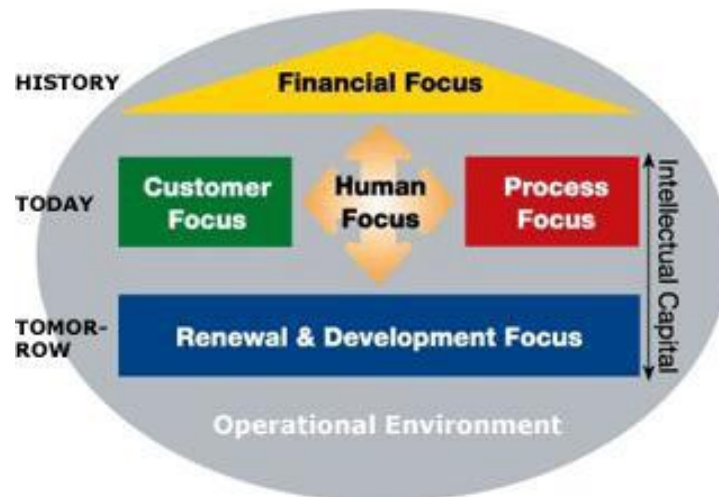 HISTORY
Financial Focus
TODAY
Customer
Focus
Human
Focus
Process
Focus
Intellectual Capital
TOMOR-
ROW
Renewal & Development Focus
Operational Environment